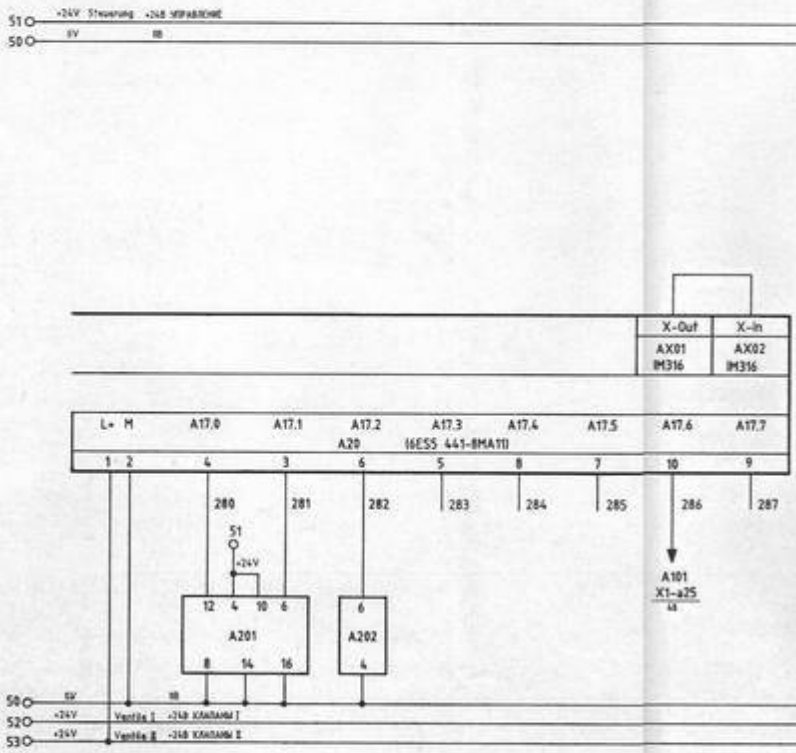 51 +24V Steuerung +24В УПРАВЛЕНИЕ
50 0V 0В
X-Out X-In
AX01 AX02
IM316 IM316
L+ M A17.0 A17.1 A17.2 A17.3 A17.4 A17.5 A17.6 A17.7
A20 (6ES5 441-8MA11)
1 2 4 3 6 5 8 7 10 9
280 281 282 283 284 285 286 287
51
+24V
A101
X1-a25
12 4 10 6 6
A201 A202
8 14 16 4
50 0V 0В
52 +24V Ventile I +24В КЛАПАНЫ I
53 +24V Ventile II +24В КЛАПАНЫ II